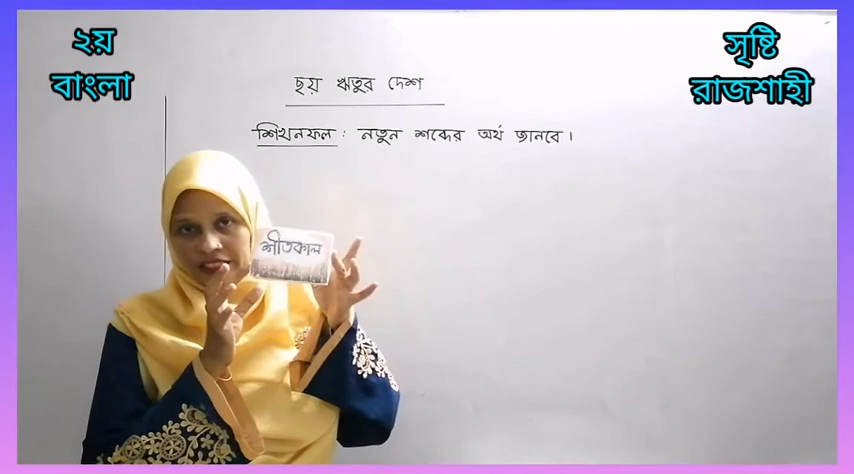 ২য়
বাংলা
সৃষ্টি
রাজশাহী
ছয় ঋতুর দেশ
শিখনফল : নতুন শব্দের অর্থ জানবে।
শীতকাল